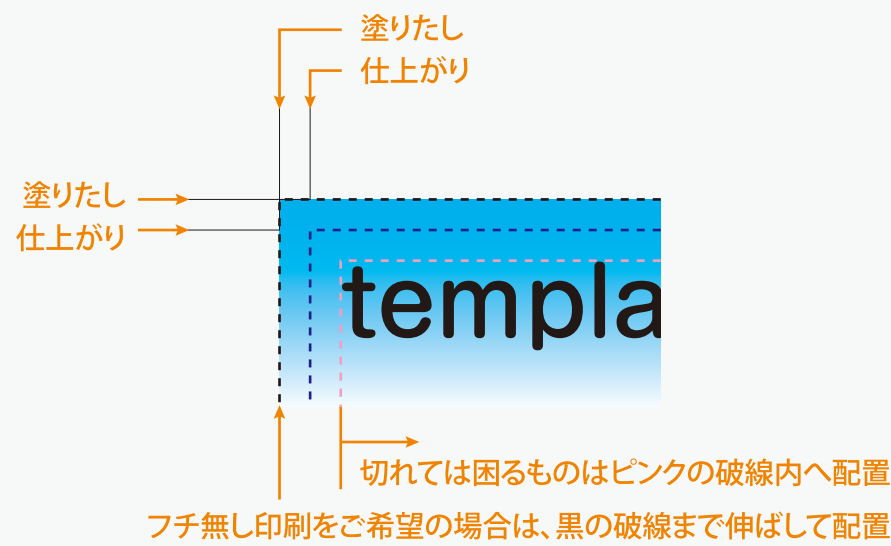 塗りたし
仕上がり
塗りたし
仕上がり
templa
切れては困るものはピンクの破線内へ配置
フチ無し印刷をご希望の場合は、黒の破線まで伸ばして配置